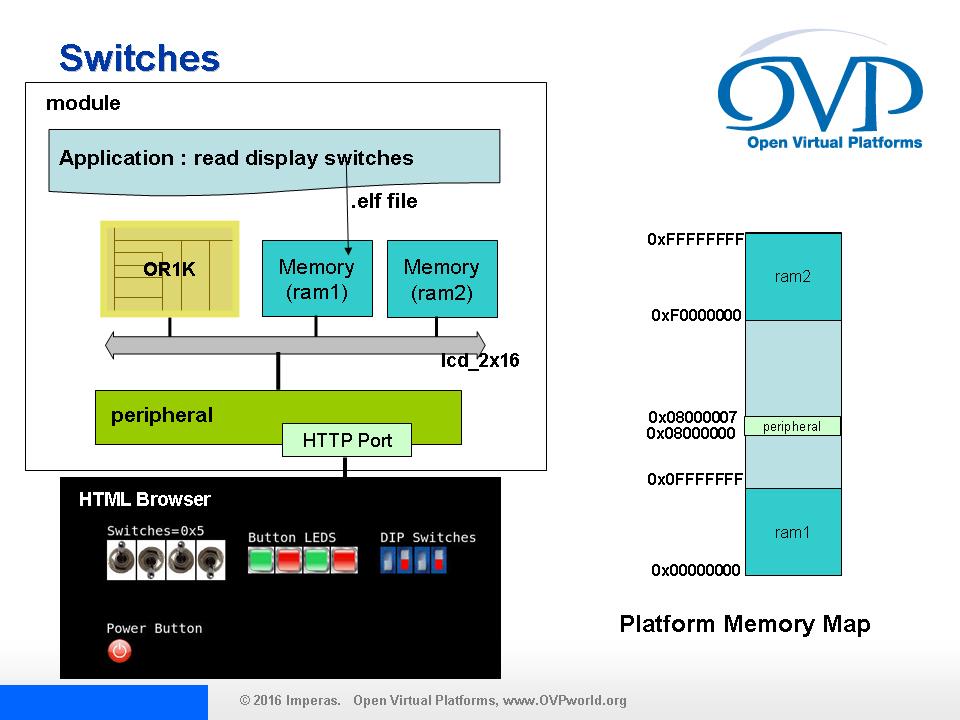 Switches
module
Application : read display switches
.elf file
OR1K
Memory
(ram1)
Memory
(ram2)
lcd_2x16
peripheral
HTTP Port
HTML Browser
Switches=0x5
Button LEDS
DIP Switches
Power Button
OVP
Open Virtual Platforms
0xFFFFFFFF
ram2
0xF0000000
0x08000007
0x08000000
peripheral
0x0FFFFFFF
ram1
0x00000000
Platform Memory Map
© 2016 Imperas. Open Virtual Platforms, www.OVPworld.org